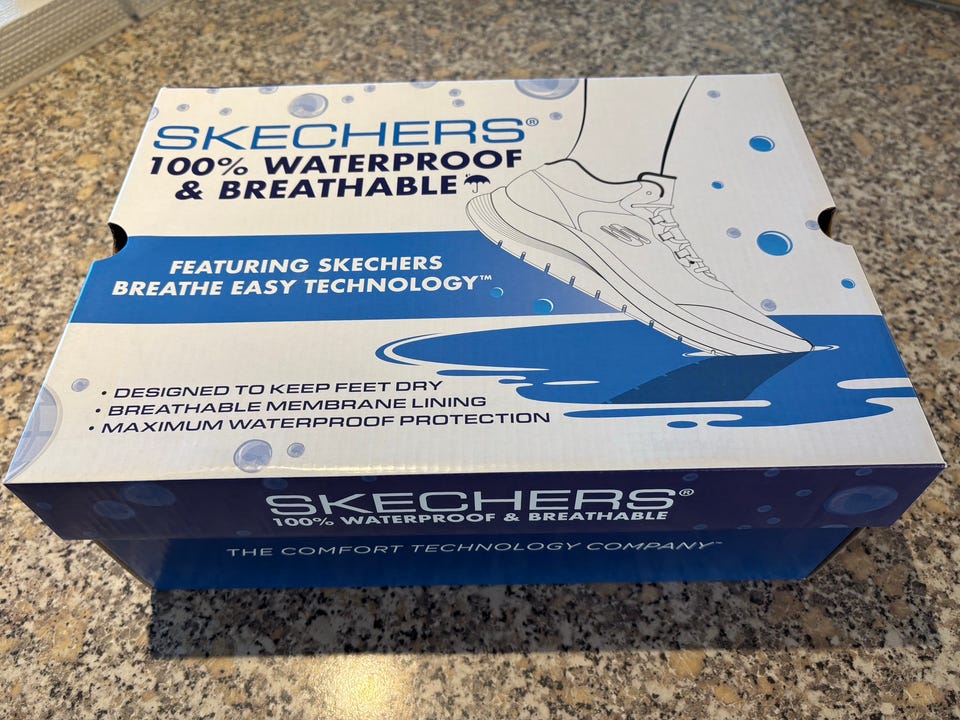 SKECHERS®
100% WATERPROOF
& BREATHABLE
FEATURING SKECHERS
BREATHE EASY TECHNOLOGY™
• DESIGNED TO KEEP FEET DRY
• BREATHABLE MEMBRANE LINING
• MAXIMUM WATERPROOF PROTECTION
SKECHERS®
100% WATERPROOF & BREATHABLE
THE COMFORT TECHNOLOGY COMPANY™